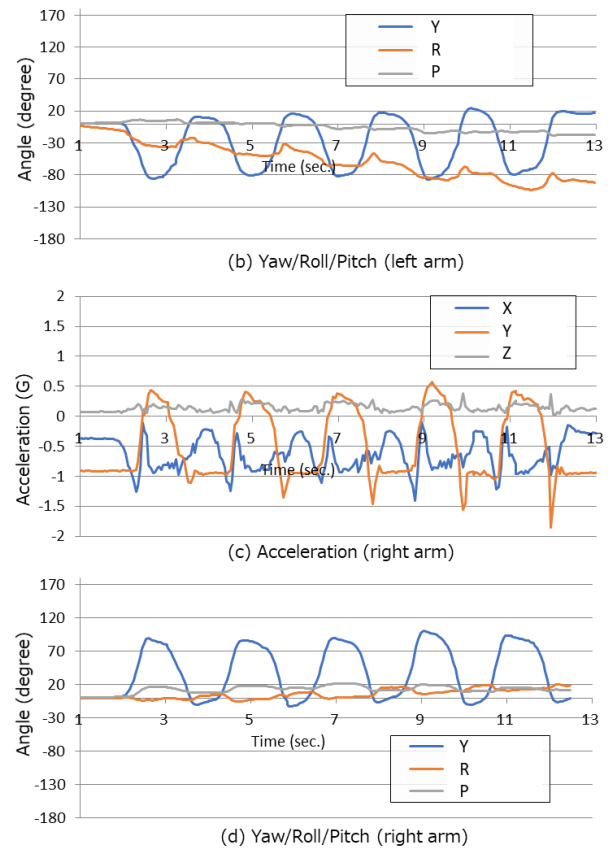 170
120
70
20
-30
-80
-130
-180
Angle (degree)
Y
R
P
1 3 5 7 9 11 13
Time (sec.)
(b) Yaw/Roll/Pitch (left arm)
2
1.5
1
0.5
0
-0.5
-1
-1.5
-2
Acceleration (G)
X
Y
Z
1 3 5 7 9 11 13
Time (sec.)
(c) Acceleration (right arm)
170
120
70
20
-30
-80
-130
-180
Angle (degree)
1 3 5 7 9 11 13
Time (sec.)
Y
R
P
(d) Yaw/Roll/Pitch (right arm)